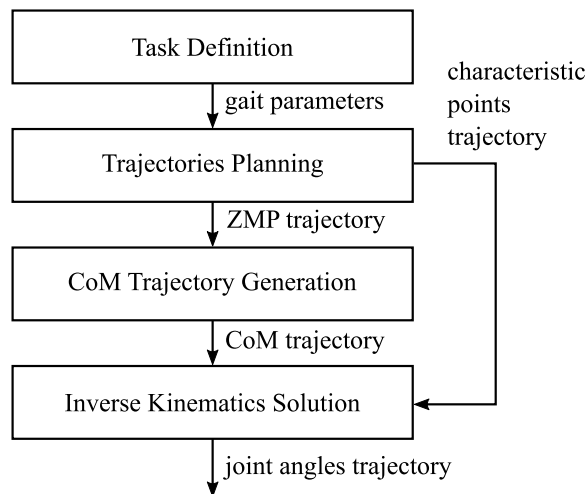 Task Definition
gait parameters
characteristic
points
trajectory
Trajectories Planning
ZMP trajectory
CoM Trajectory Generation
CoM trajectory
Inverse Kinematics Solution
joint angles trajectory